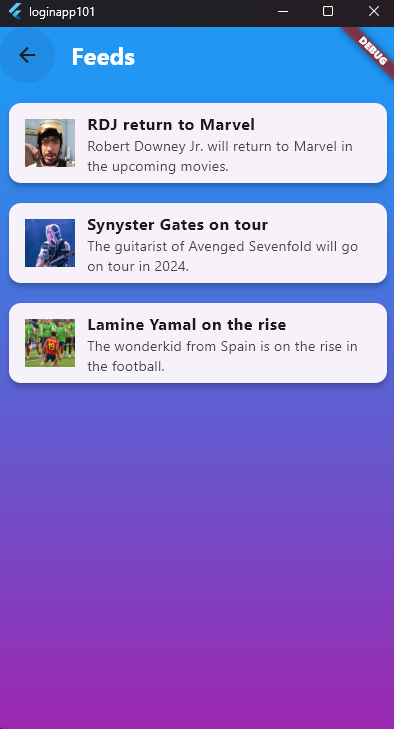 loginapp101
DEBUG
Feeds
RDJ return to Marvel
Robert Downey Jr. will return to Marvel in
the upcoming movies.
Synyster Gates on tour
The guitarist of Avenged Sevenfold will go
on tour in 2024.
Lamine Yamal on the rise
The wonderkid from Spain is on the rise in
the football.
19